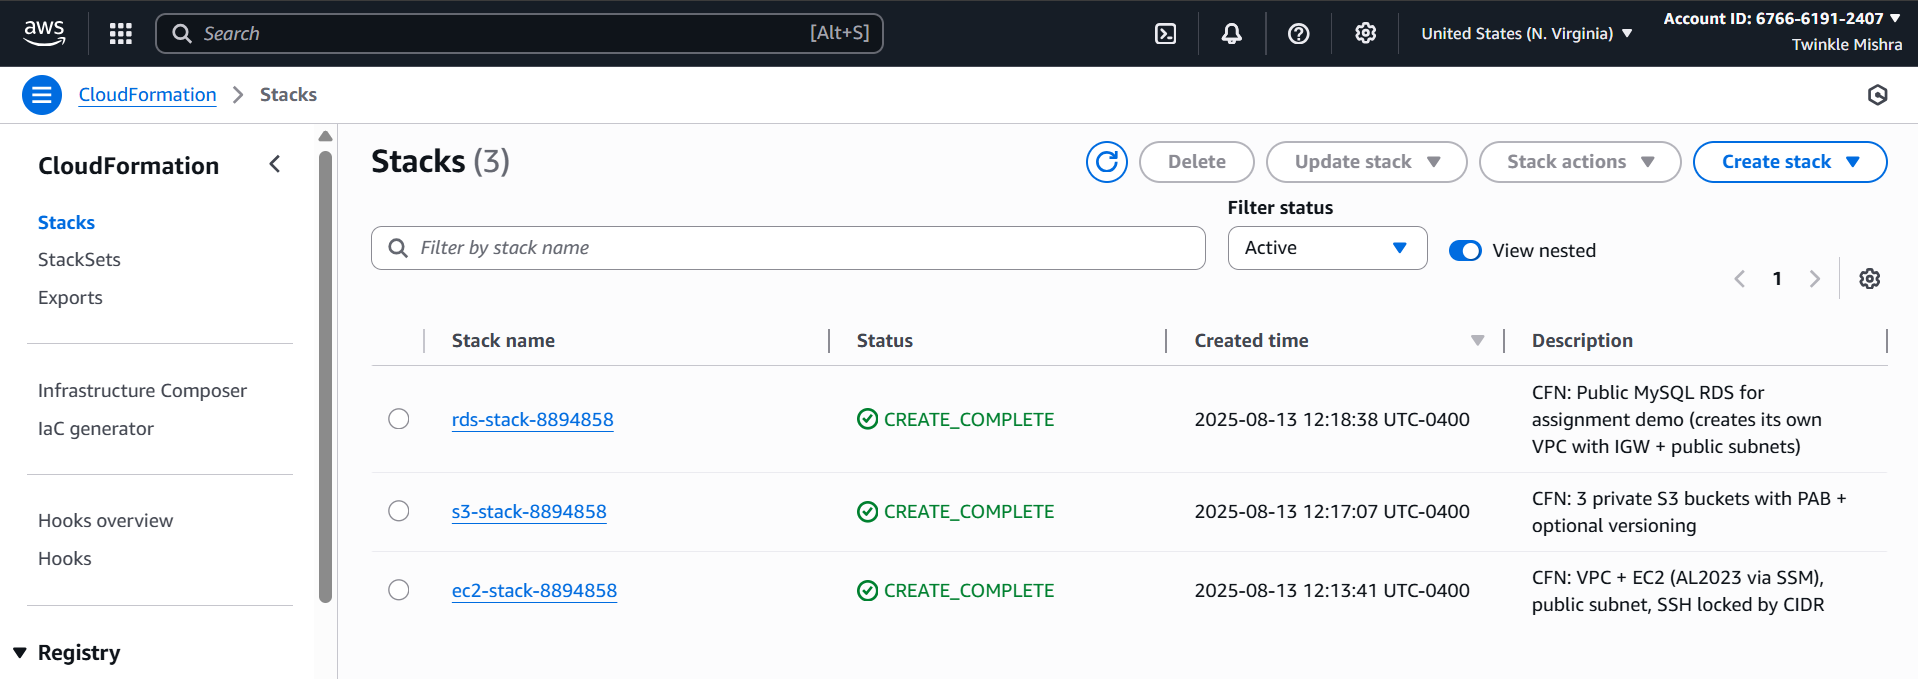 aws
Search [Alt+S]
United States (N. Virginia)
Account ID: 6766-6191-2407
Twinkle Mishra
CloudFormation
Stacks
CloudFormation
Stacks
StackSets
Exports
Infrastructure Composer
IaC generator
Hooks overview
Hooks
Registry
Stacks (3)
Delete
Update stack
Stack actions
Create stack
Filter by stack name
Filter status
Active
View nested
1
Stack name Status Created time Description
rds-stack-8894858 CREATE_COMPLETE 2025-08-13 12:18:38 UTC-0400
CFN: Public MySQL RDS for
assignment demo (creates its own
VPC with IGW + public subnets)
s3-stack-8894858 CREATE_COMPLETE 2025-08-13 12:17:07 UTC-0400
CFN: 3 private S3 buckets with PAB +
optional versioning
ec2-stack-8894858 CREATE_COMPLETE 2025-08-13 12:13:41 UTC-0400
CFN: VPC + EC2 (AL2023 via SSM),
public subnet, SSH locked by CIDR